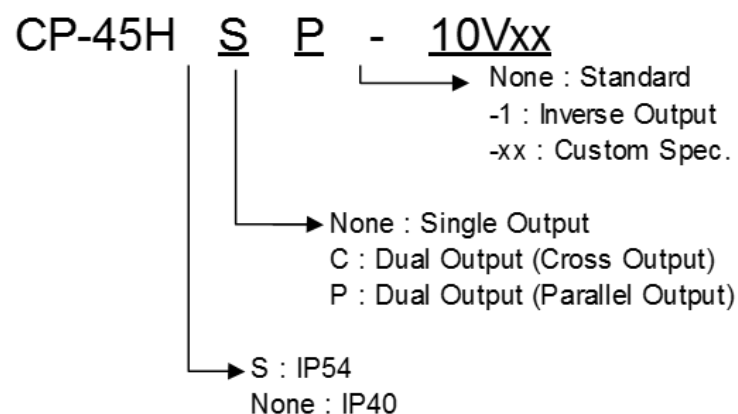 CP-45H S P - 10Vxx
None : Standard
-1 : Inverse Output
-xx : Custom Spec.
None : Single Output
C : Dual Output (Cross Output)
P : Dual Output (Parallel Output)
S : IP54
None : IP40